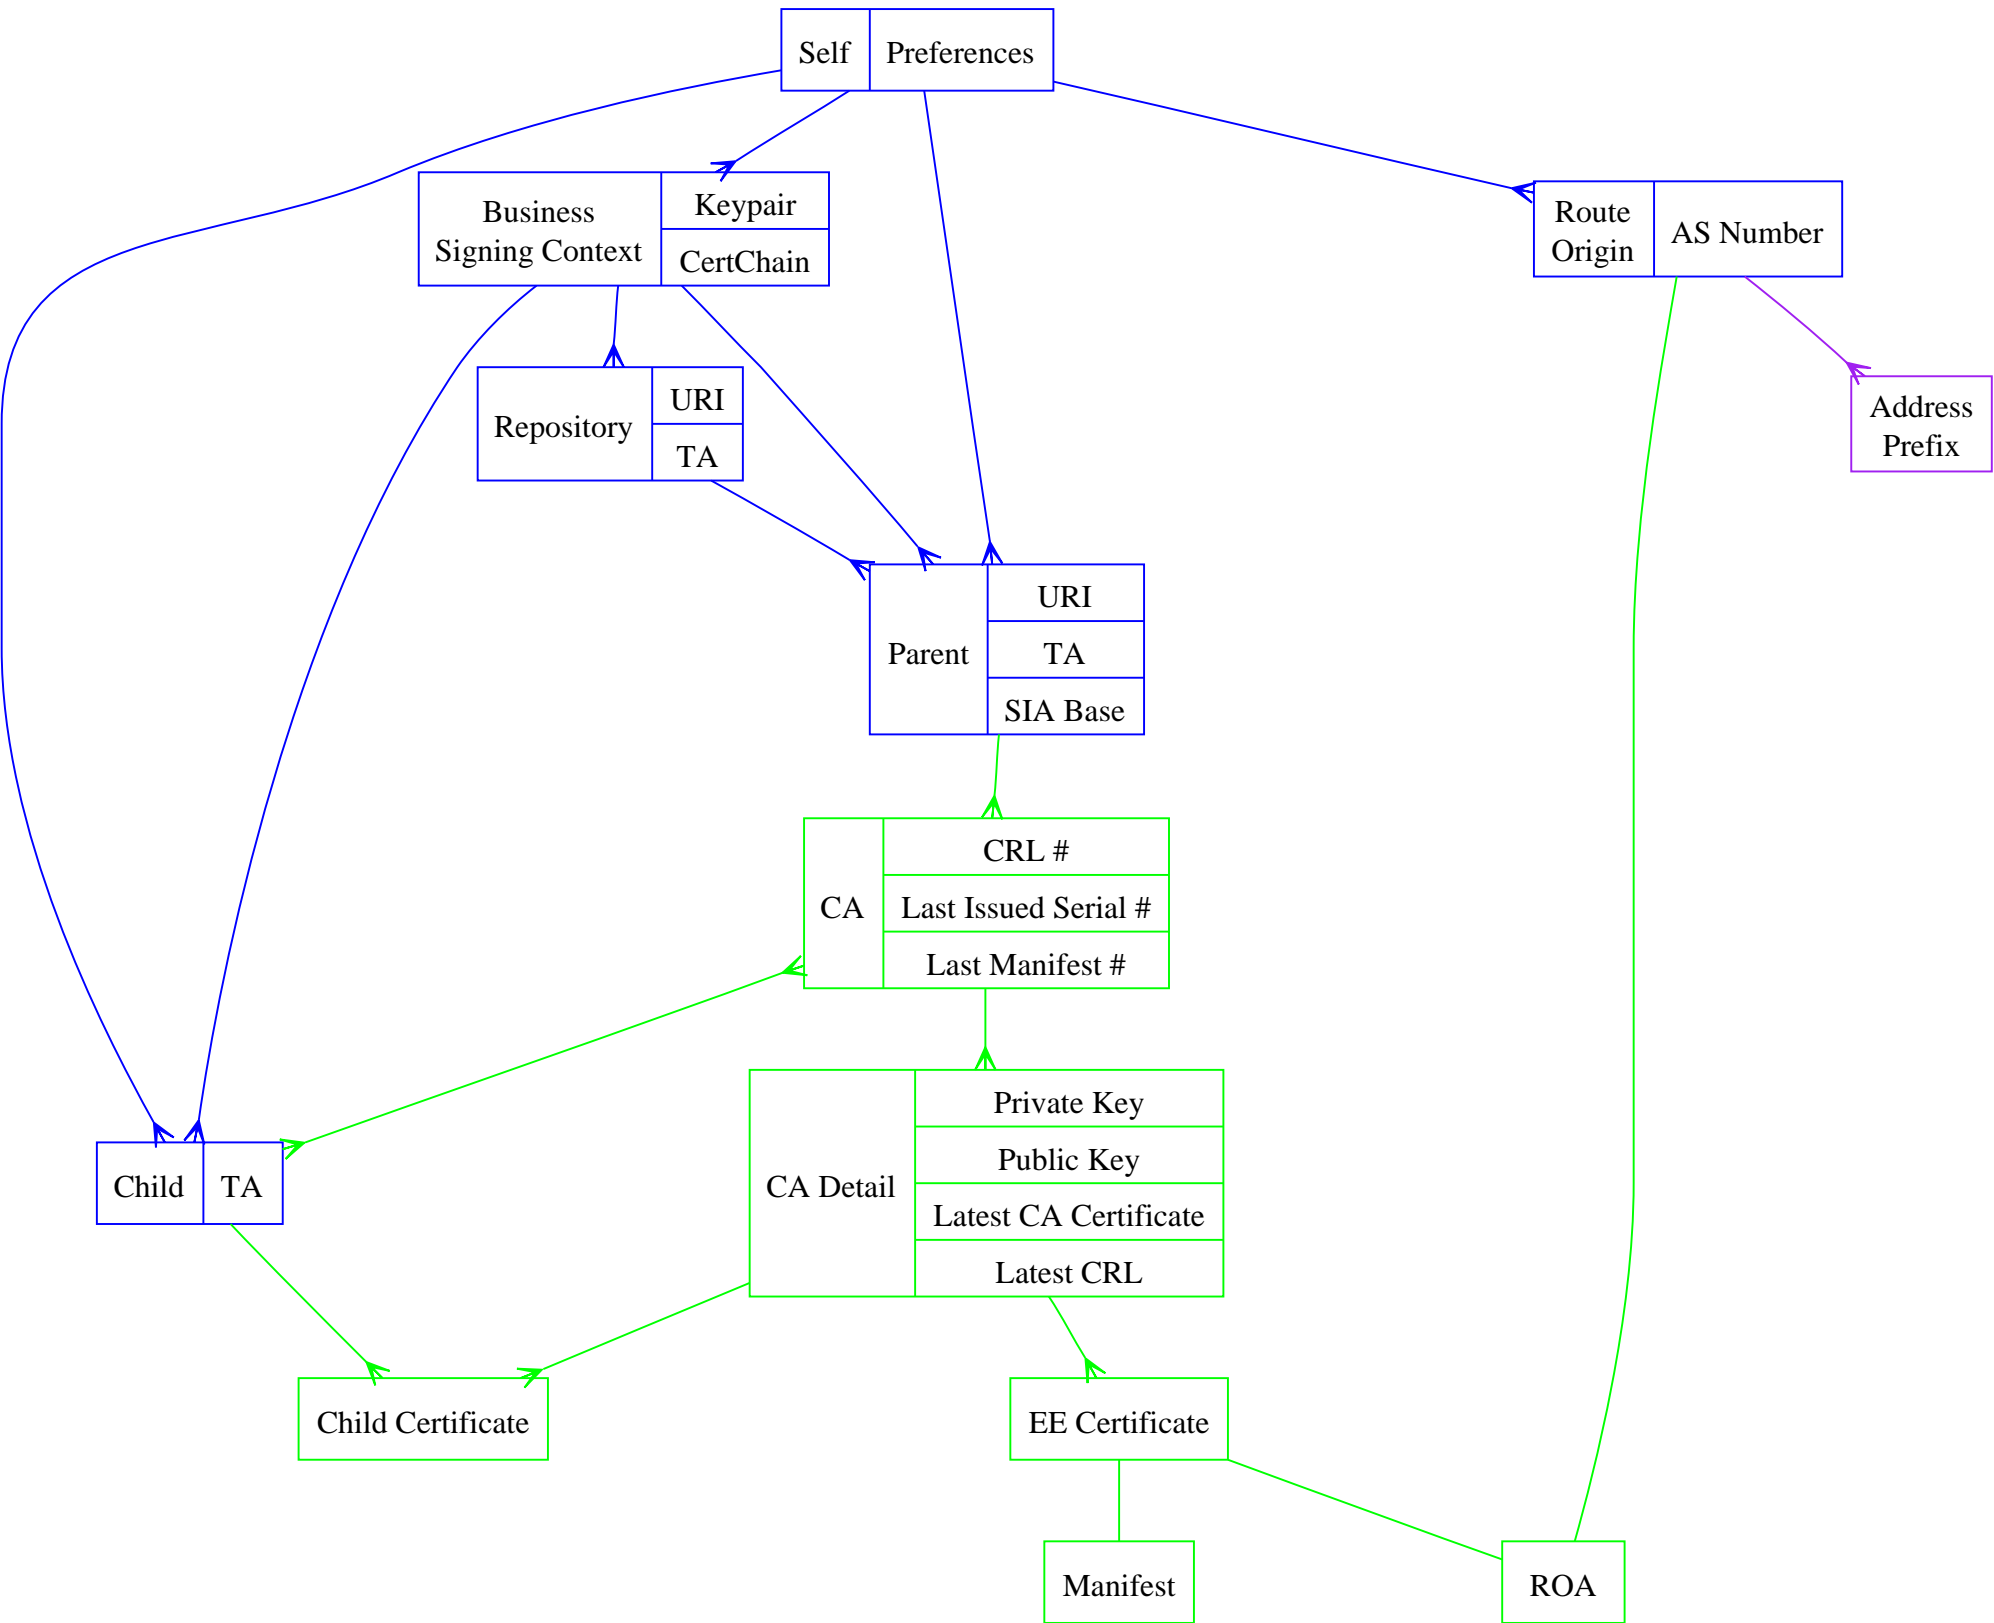 Self
Preferences
Business
Signing Context
Keypair
CertChain
Route
Origin
AS Number
Repository
URI
TA
Address
Prefix
Parent
URI
TA
SIA Base
CA
CRL #
Last Issued Serial #
Last Manifest #
Child
TA
CA Detail
Private Key
Public Key
Latest CA Certificate
Latest CRL
Child Certificate
EE Certificate
Manifest
ROA